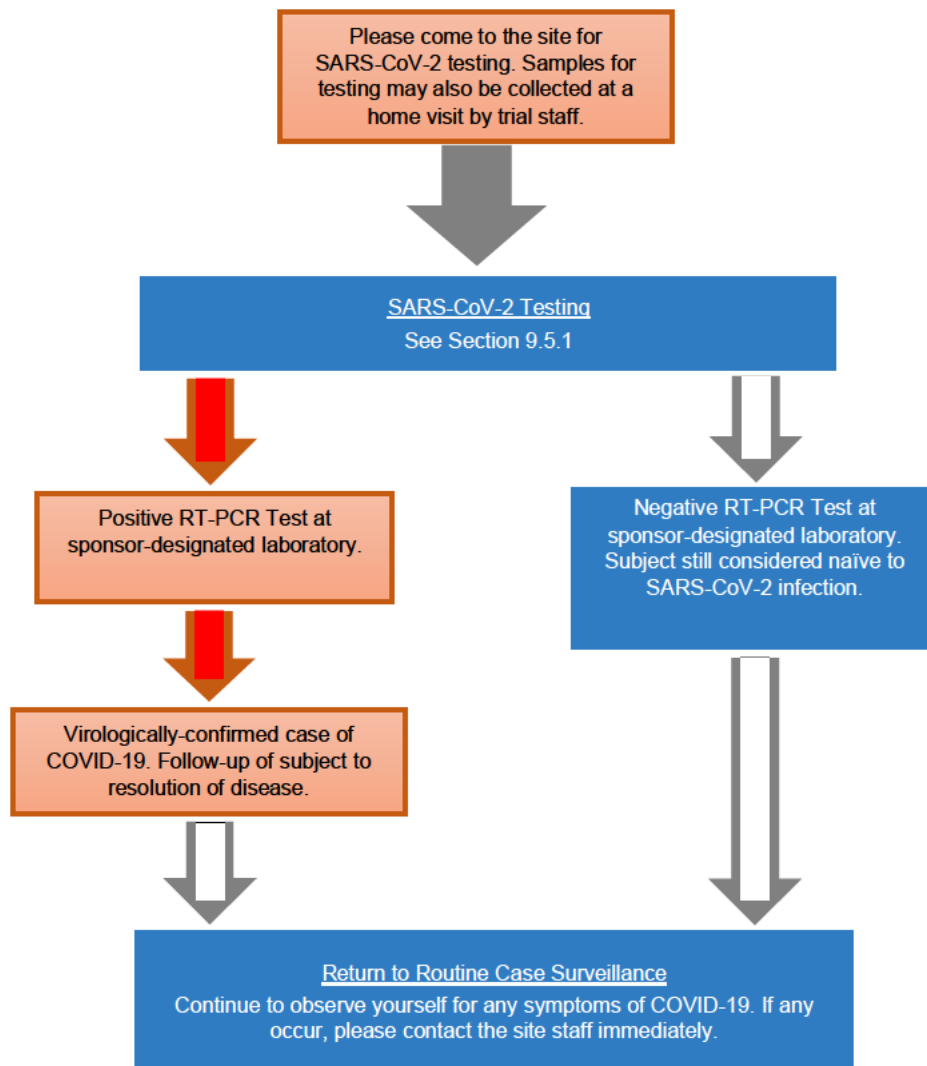 Please come to the site for
SARS-CoV-2 testing. Samples for
testing may also be collected at a
home visit by trial staff.
SARS-CoV-2 Testing
See Section 9.5.1
Positive RT-PCR Test at
sponsor-designated laboratory.
Negative RT-PCR Test at
sponsor-designated laboratory.
Subject still considered naïve to
SARS-CoV-2 infection.
Virologically-confirmed case of
COVID-19. Follow-up of subject to
resolution of disease.
Return to Routine Case Surveillance
Continue to observe yourself for any symptoms of COVID-19. If any
occur, please contact the site staff immediately.